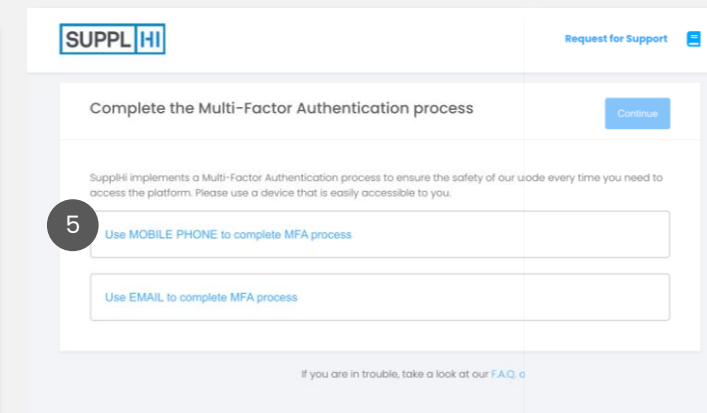 SUPPLHI
Request for Support
Complete the Multi-Factor Authentication process
Continue
SupplHi implements a Multi-Factor Authentication process to ensure the safety of our uode every time you need to
access the platform. Please use a device that is easily accessible to you.
5
Use MOBILE PHONE to complete MFA process
Use EMAIL to complete MFA process
If you are in trouble, take a look at our F.A.Q. o